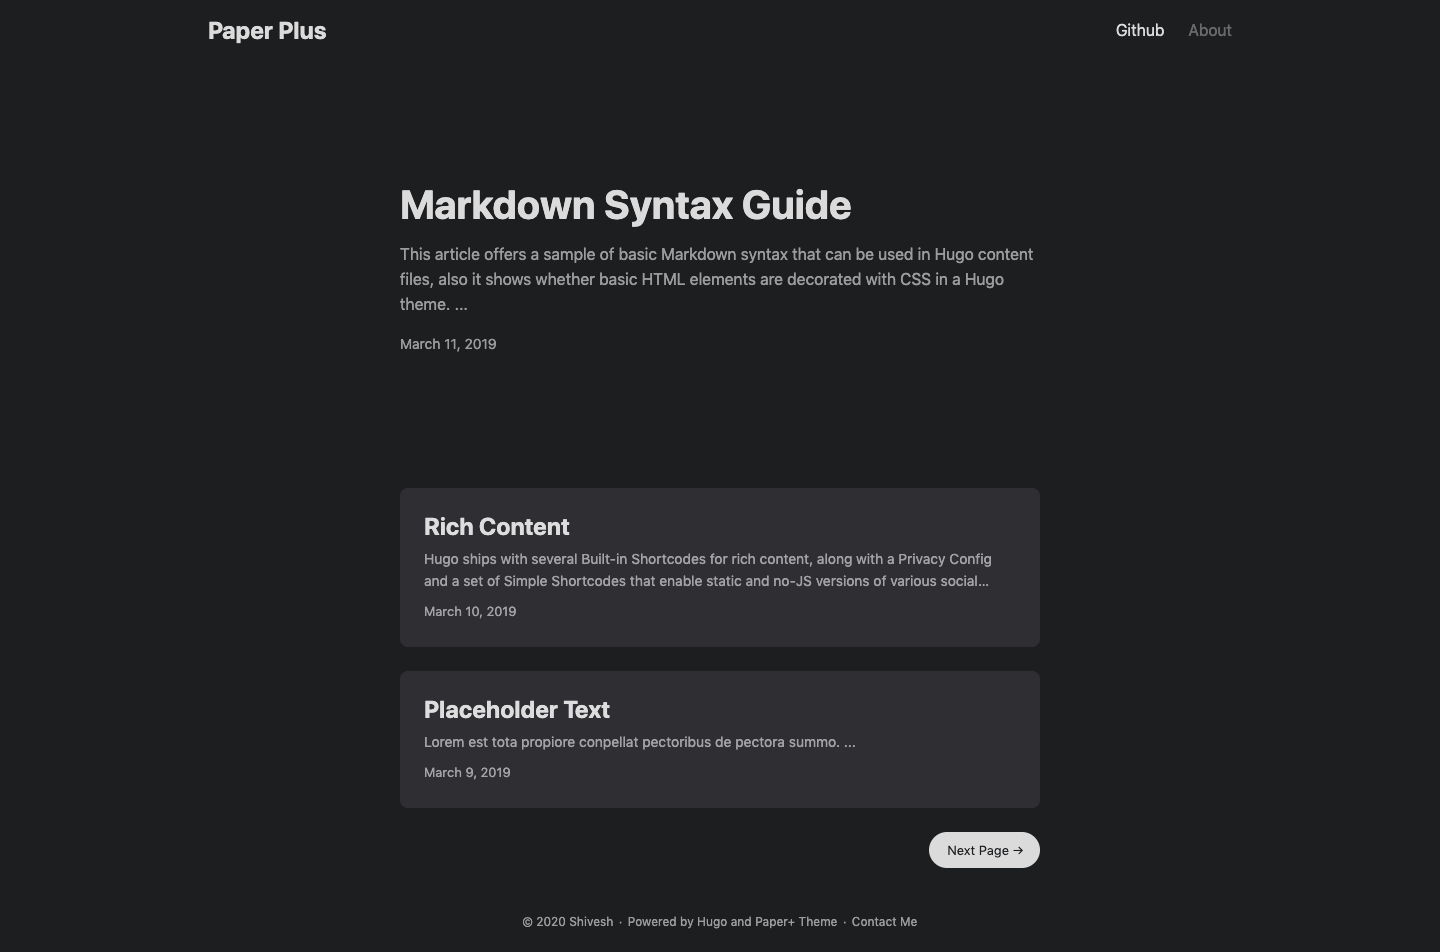 Paper Plus
Github About
Markdown Syntax Guide
This article offers a sample of basic Markdown syntax that can be used in Hugo content
files, also it shows whether basic HTML elements are decorated with CSS in a Hugo
theme. ...
March 11, 2019
Rich Content
Hugo ships with several Built-in Shortcodes for rich content, along with a Privacy Config
and a set of Simple Shortcodes that enable static and no-JS versions of various social...
March 10, 2019
Placeholder Text
Lorem est tota propiore conpellat pectoribus de pectora summo. ...
March 9, 2019
Next Page →
© 2020 Shivesh · Powered by Hugo and Paper+ Theme · Contact Me